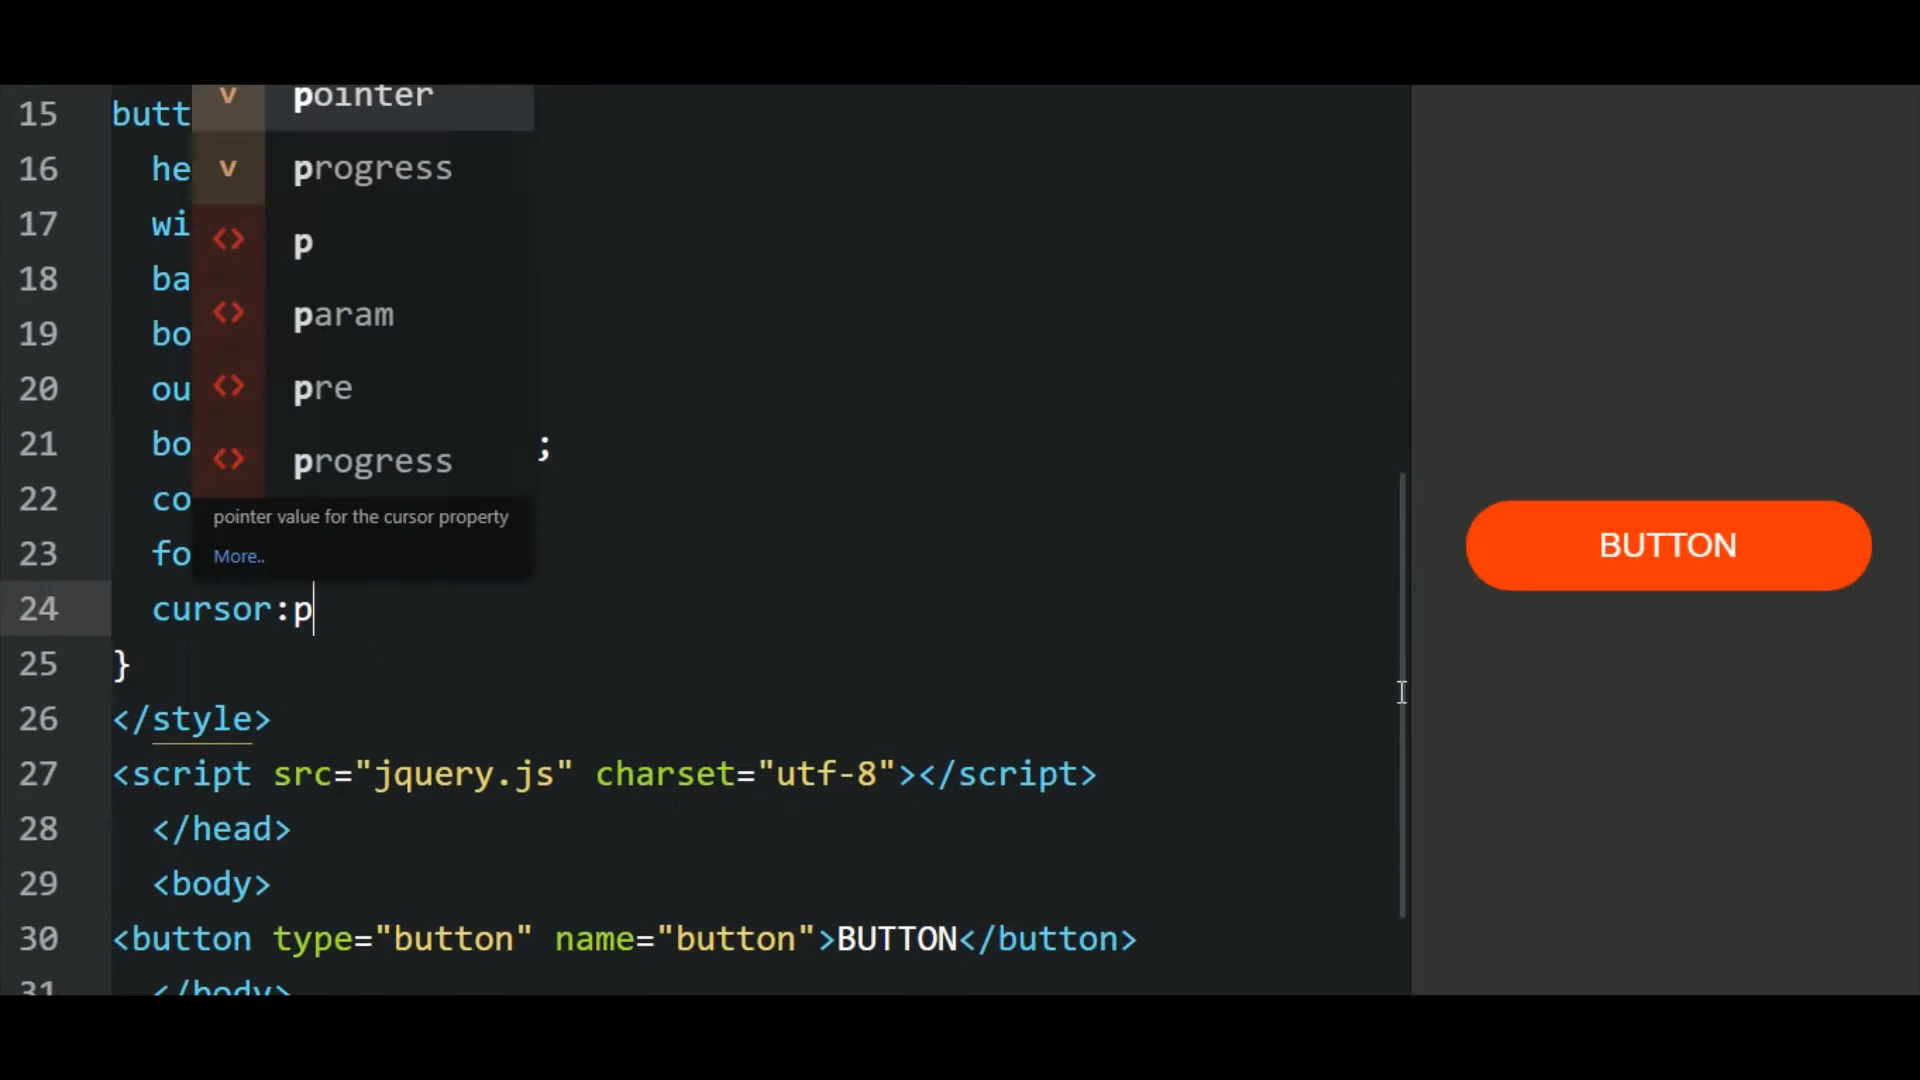 15 butt
16 he
17 wi
18 ba
19 bo
20 ou
21 bo ;
22 co
23 fo
24 cursor:p
25 }
26 </style>
27 <script src="jquery.js" charset="utf-8"></script>
28 </head>
29 <body>
30 <button type="button" name="button">BUTTON</button>
31 </body>
v pointer
v progress
<> p
<> param
<> pre
<> progress
pointer value for the cursor property
More..
BUTTON